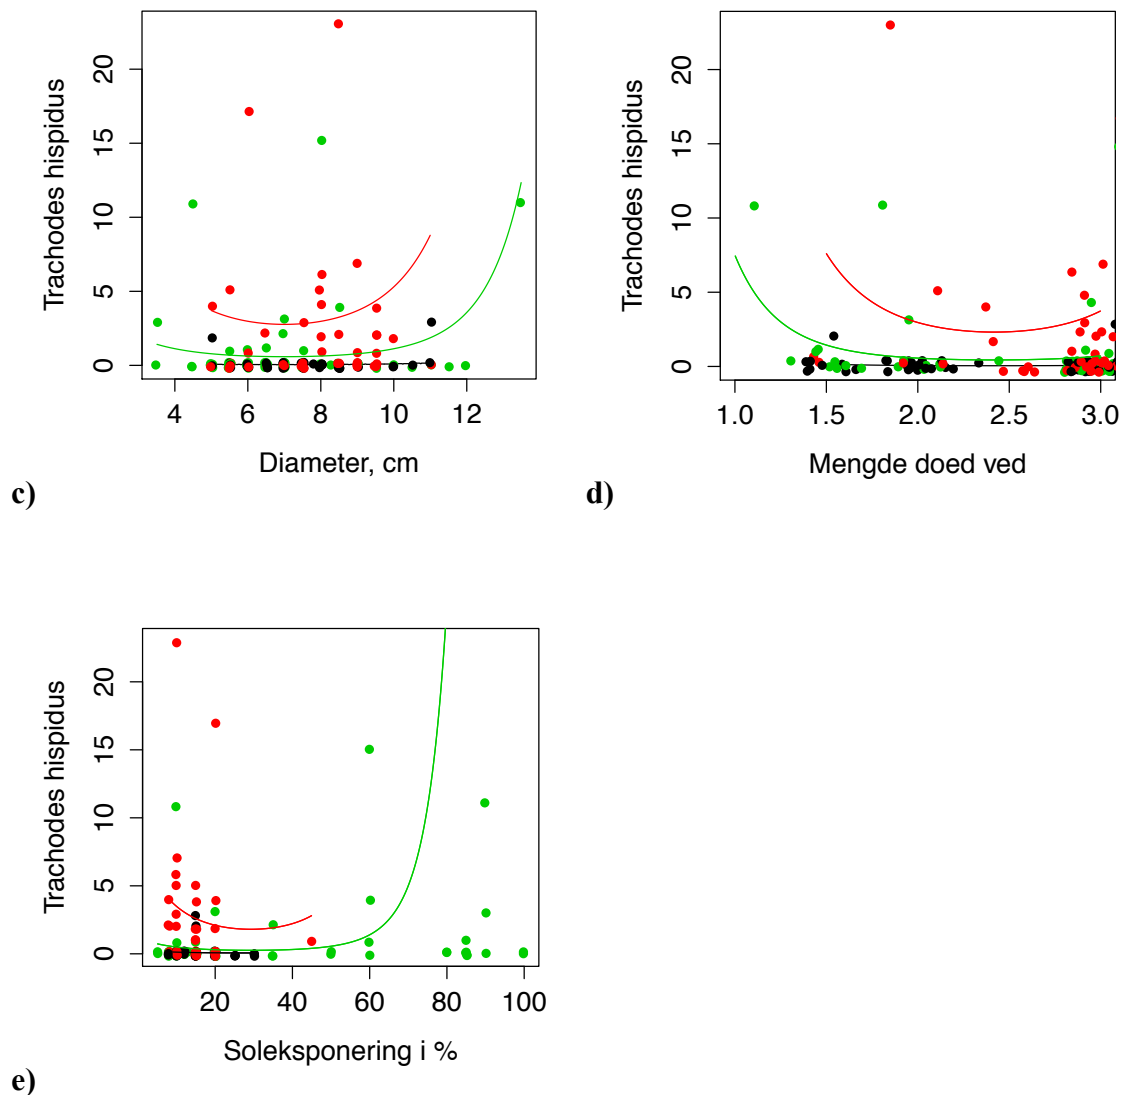 Trachodes hispidus
0 5 10 15 20
4 6 8 10 12
Diameter, cm
c)
Trachodes hispidus
0 5 10 15 20
1.0 1.5 2.0 2.5 3.0
Mengde doed ved
d)
Trachodes hispidus
0 5 10 15 20
20 40 60 80 100
Soleksponering i %
e)